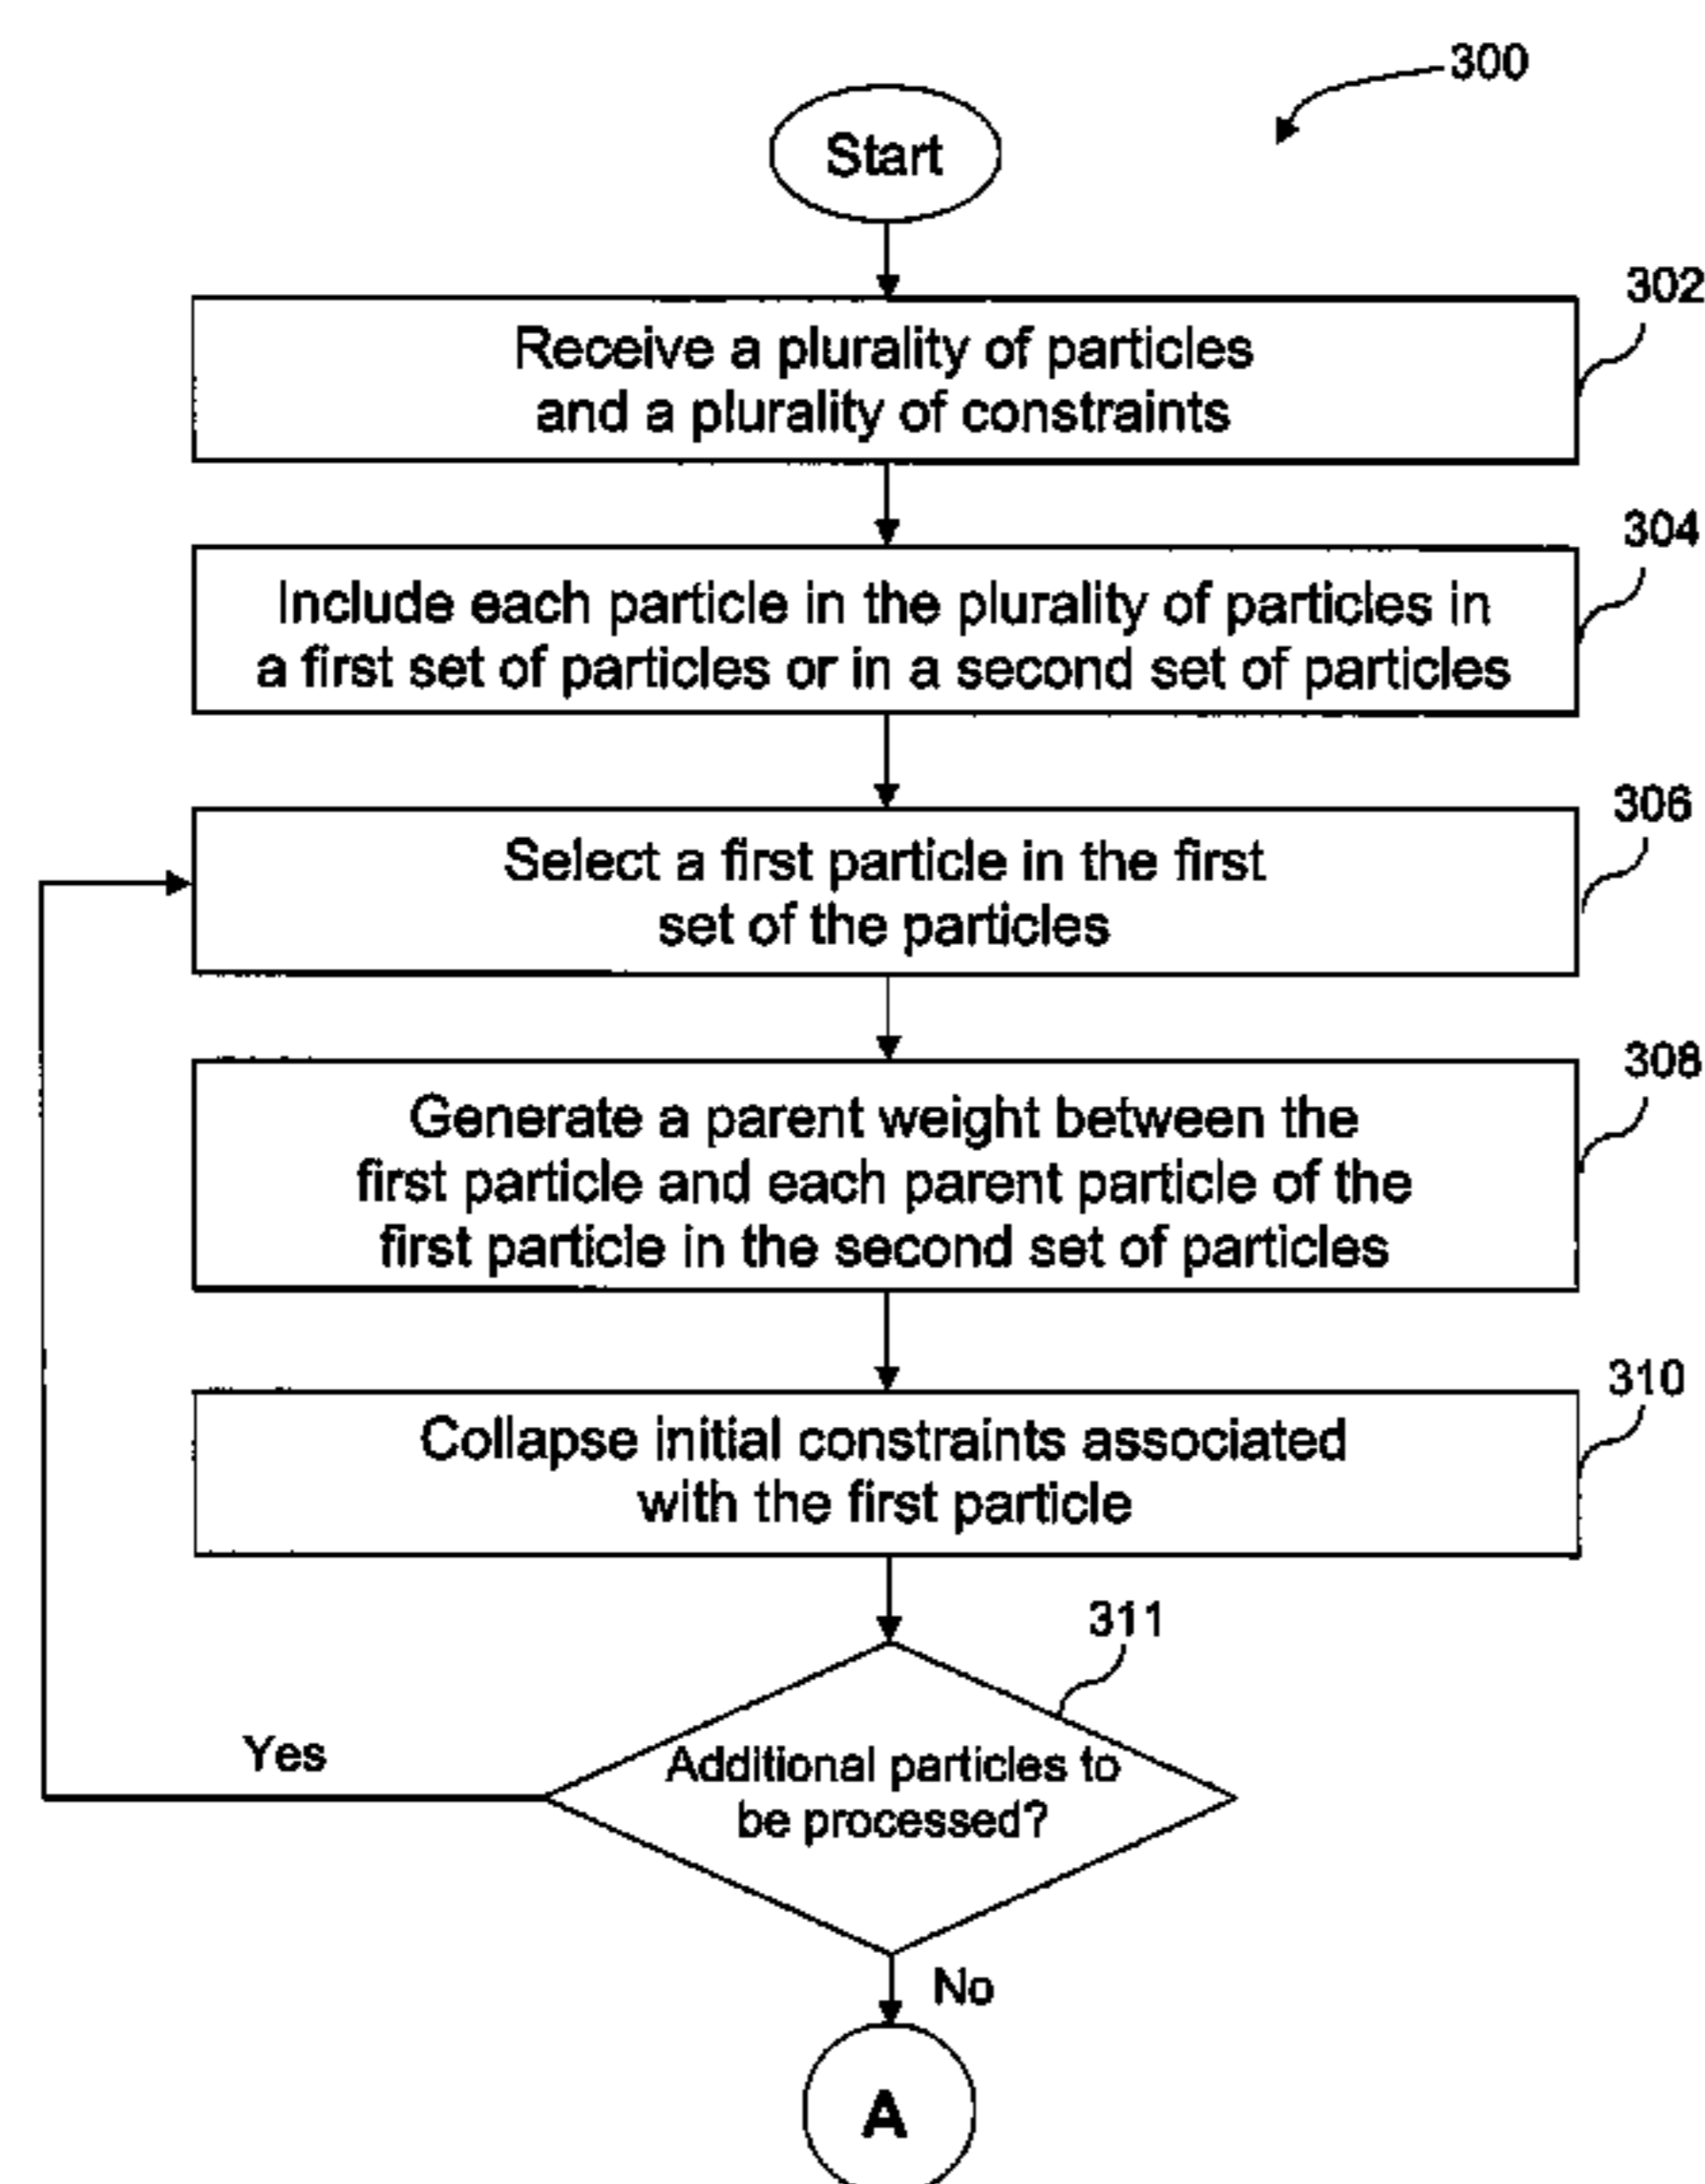 300
Start
302
Receive a plurality of particles
and a plurality of constraints
304
Include each particle in the plurality of particles in
a first set of particles or in a second set of particles
306
Select a first particle in the first
set of the particles
308
Generate a parent weight between the
first particle and each parent particle of the
first particle in the second set of particles
310
Collapse initial constraints associated
with the first particle
311
Additional particles to
be processed?
Yes
No
A